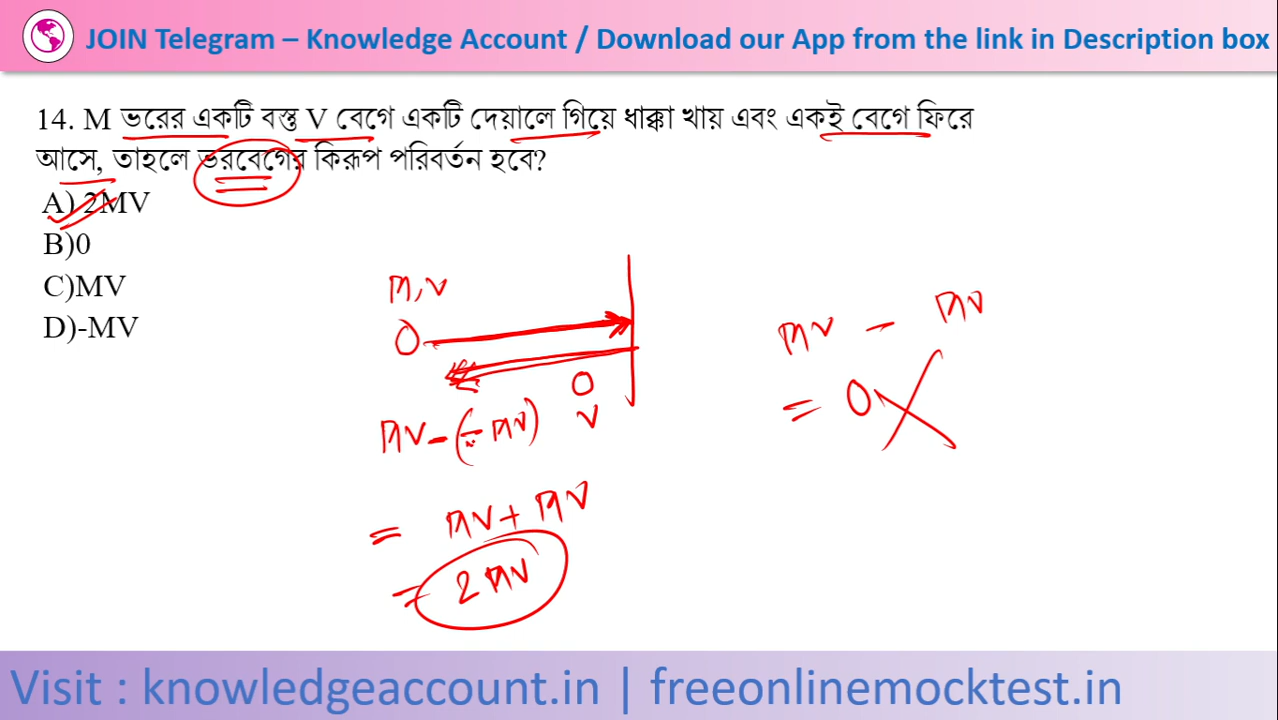 JOIN Telegram – Knowledge Account / Download our App from the link in Description box
14. M ভরের একটি বস্তু V বেগে একটি দেয়ালে গিয়ে ধাক্কা খায় এবং একই বেগে ফিরে
আসে, তাহলে ভরবেগের কিরূপ পরিবর্তন হবে?
A) 2MV
B)0
C)MV
D)-MV
m, v
mv - mv
= 0
v
mv - (- mv)
= mv + mv
= 2 mv
Visit : knowledgeaccount.in | freeonlinemocktest.in